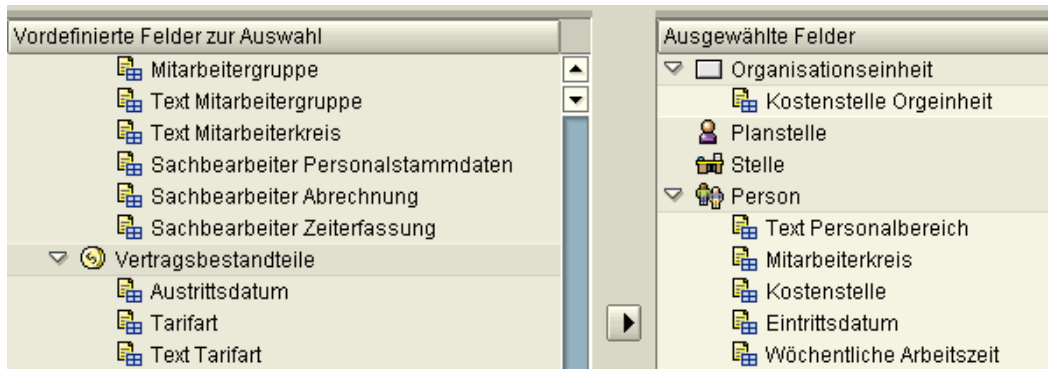 Vordefinierte Felder zur Auswahl
Mitarbeitergruppe
Text Mitarbeitergruppe
Text Mitarbeiterkreis
Sachbearbeiter Personalstammdaten
Sachbearbeiter Abrechnung
Sachbearbeiter Zeiterfassung
Vertragsbestandteile
Austrittsdatum
Tarifart
Text Tarifart
Ausgewählte Felder
Organisationseinheit
Kostenstelle Orgeinheit
Planstelle
Stelle
Person
Text Personalbereich
Mitarbeiterkreis
Kostenstelle
Eintrittsdatum
Wöchentliche Arbeitszeit